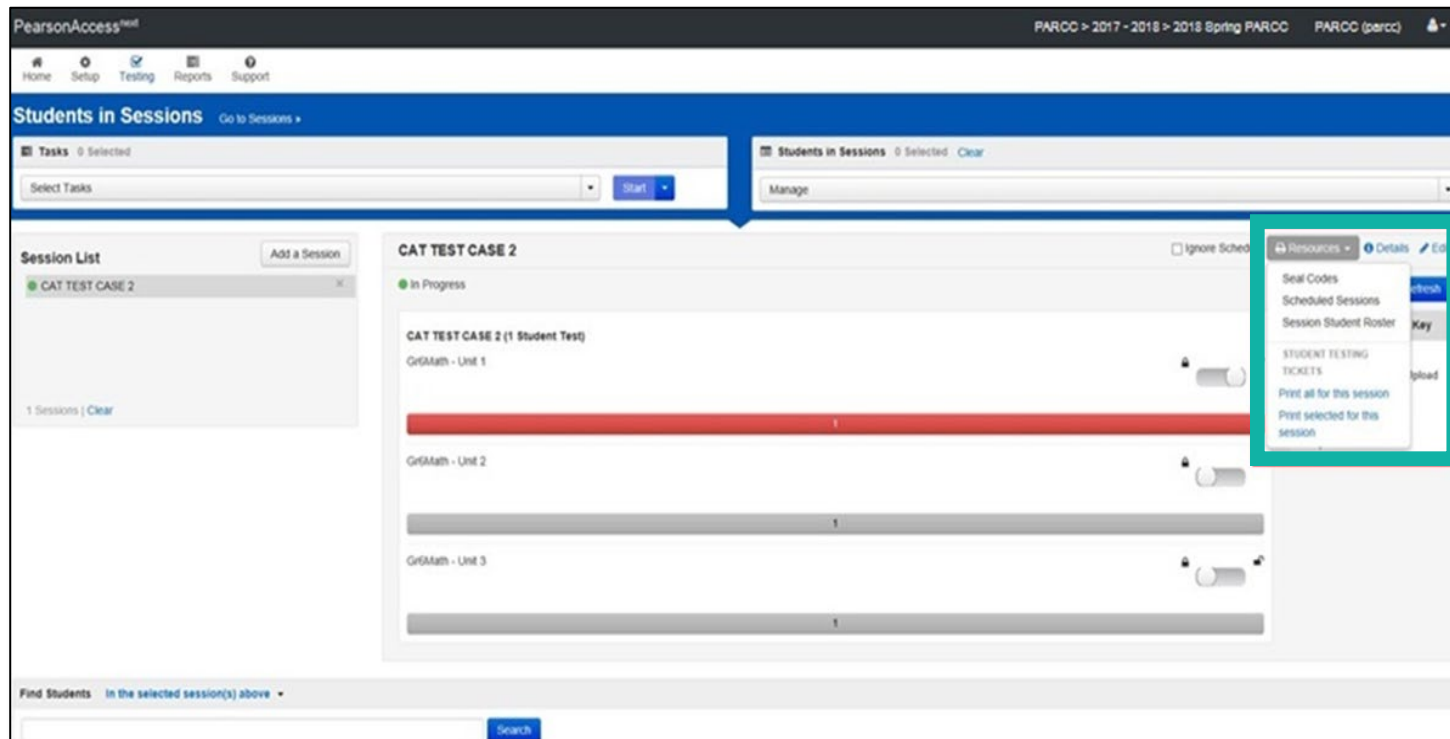 PearsonAccessnext
PARCC > 2017 - 2018 > 2018 Spring PARCC PARCC (parcc)
Home Setup Testing Reports Support
Students in Sessions Go to Sessions »
Tasks 0 Selected
Students in Sessions 0 Selected Clear
Select Tasks Start
Manage
Session List Add a Session
CAT TEST CASE 2
1 Sessions | Clear
CAT TEST CASE 2
Ignore Sched
Resources Details Ed
In Progress
CAT TEST CASE 2 (1 Student Test)
Gr6Math - Unit 1
1
Gr6Math - Unit 2
1
Gr6Math - Unit 3
1
Seal Codes
Scheduled Sessions
Session Student Roster
STUDENT TESTING
TICKETS
Print all for this session
Print selected for this
session
efresh
Key
pload
Find Students In the selected session(s) above
Search